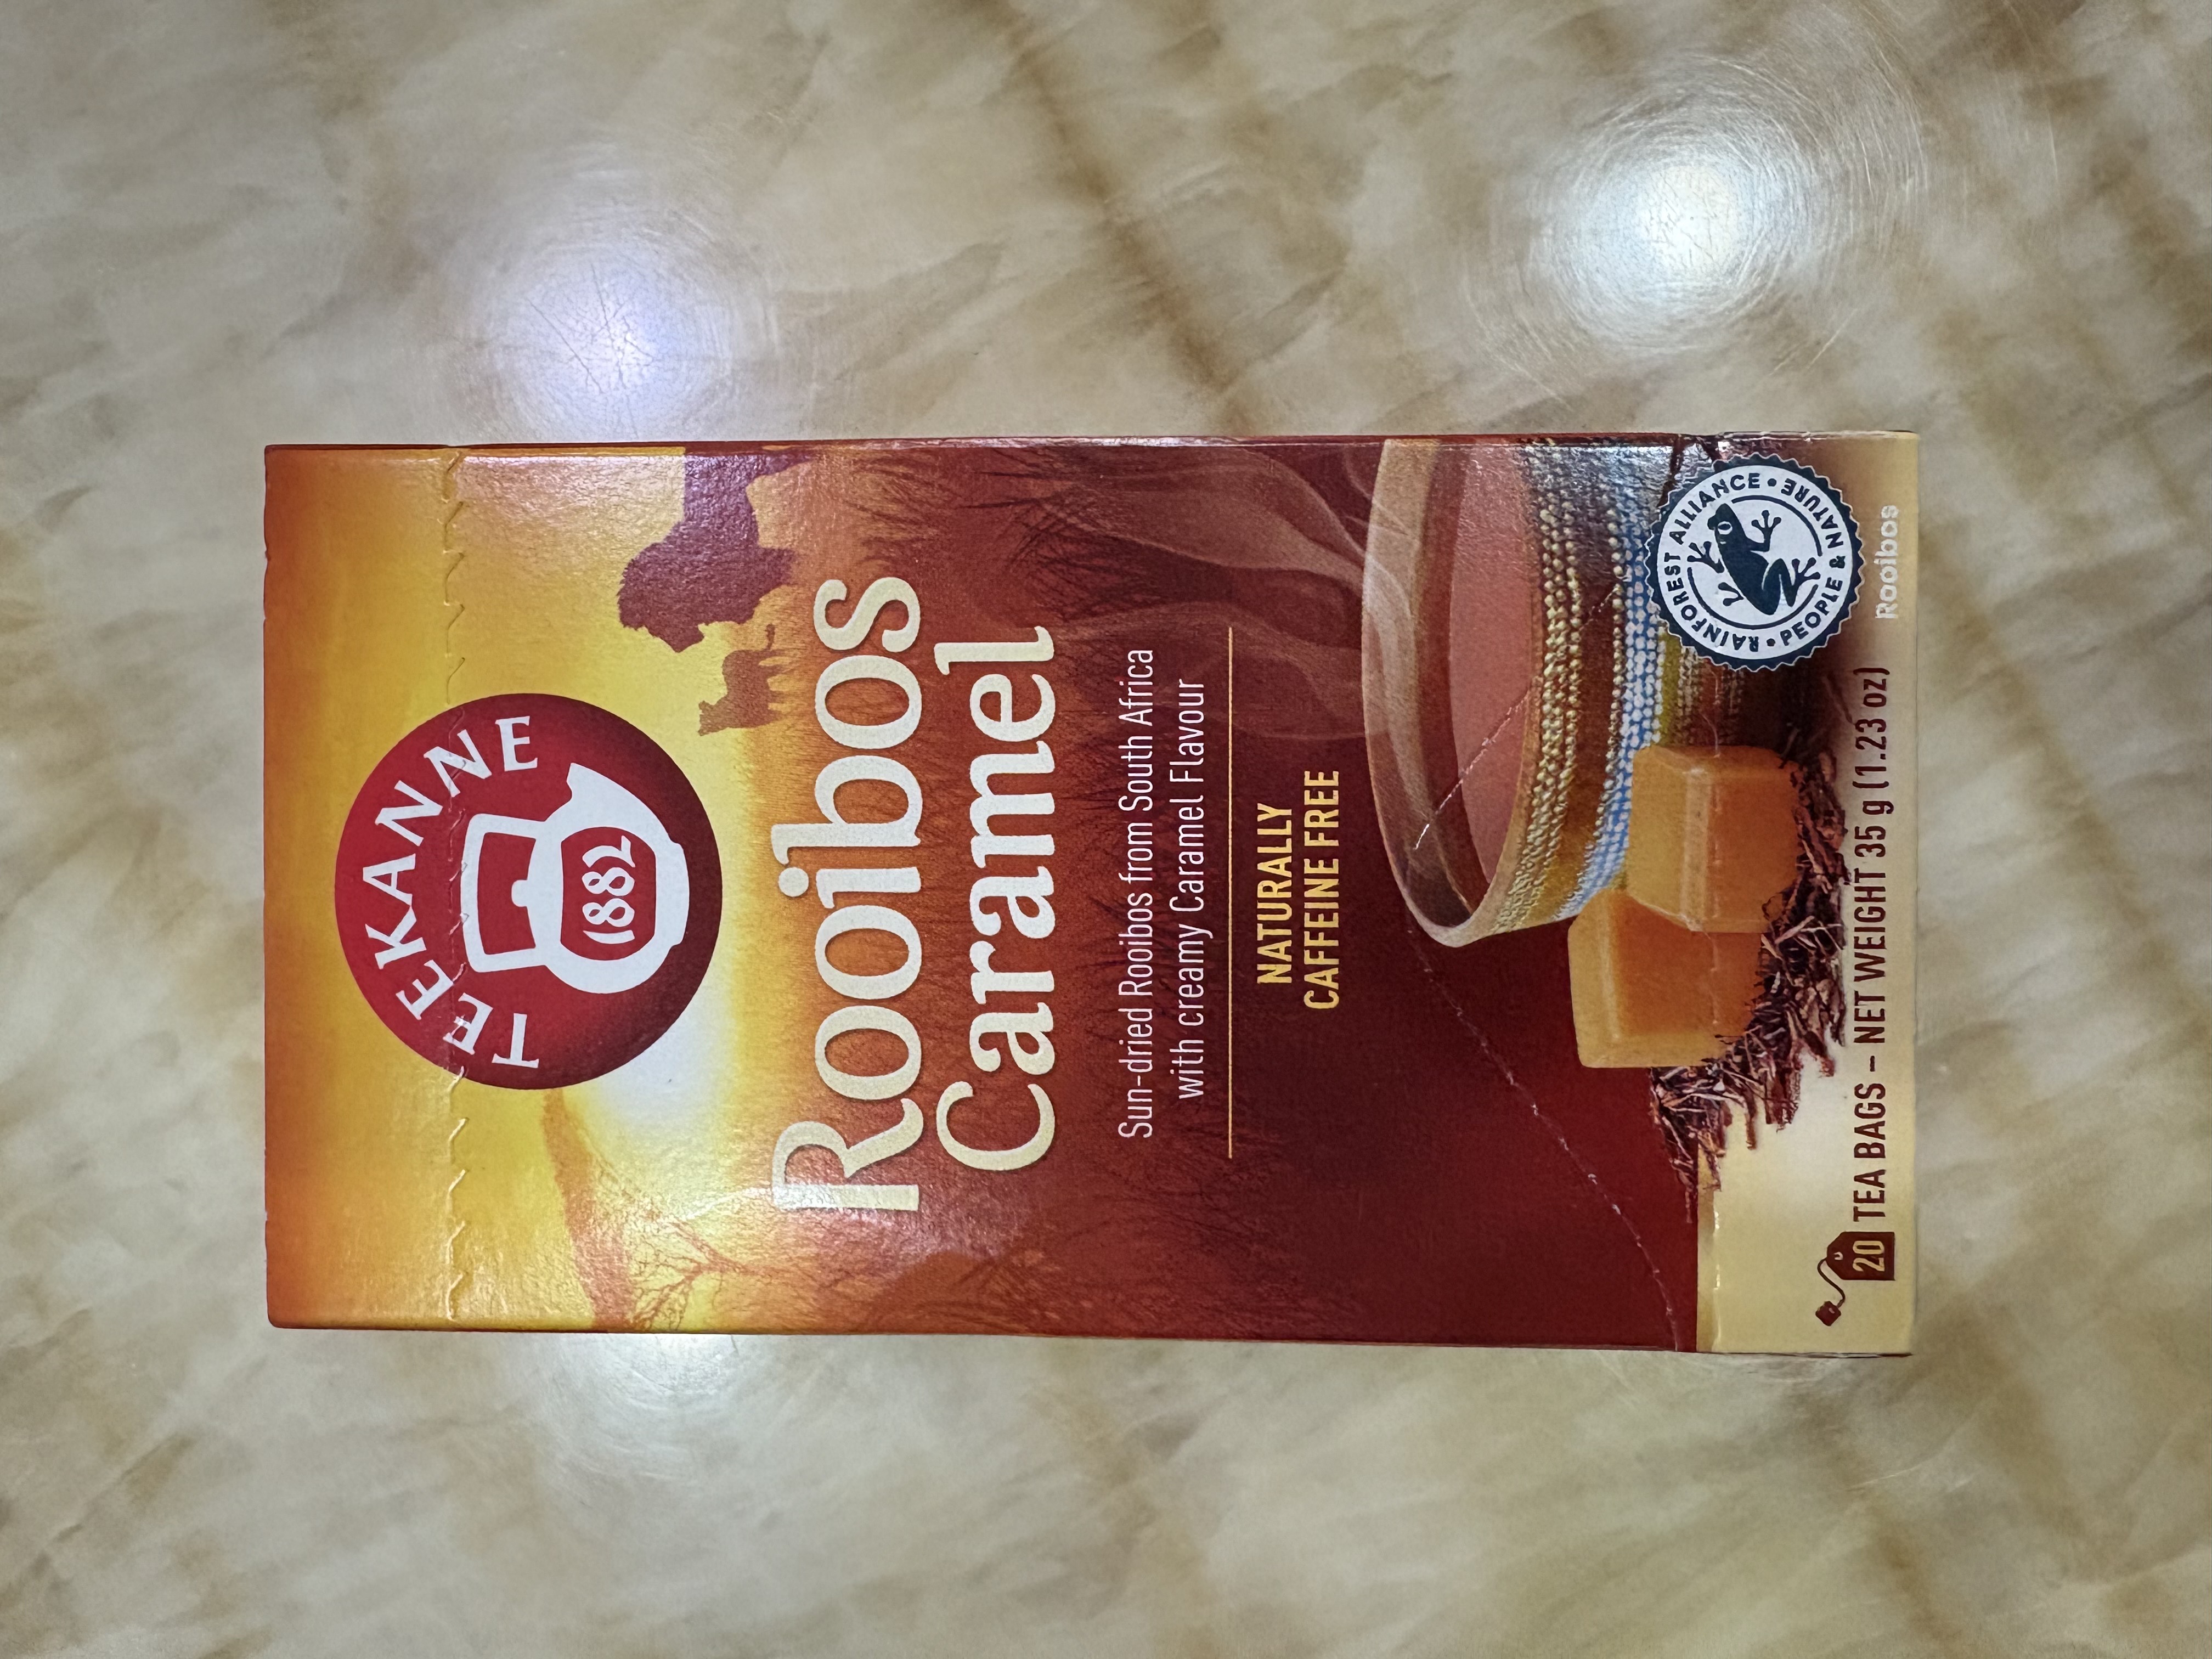 TEEKANNE
1882
Rooibos
Caramel
Sun-dried Rooibos from South Africa
with creamy Caramel Flavour
NATURALLY
CAFFEINE FREE
RAINFOREST ALLIANCE • PEOPLE & NATURE •
Rooibos
20 TEA BAGS – NET WEIGHT 35 g (1.23 oz)